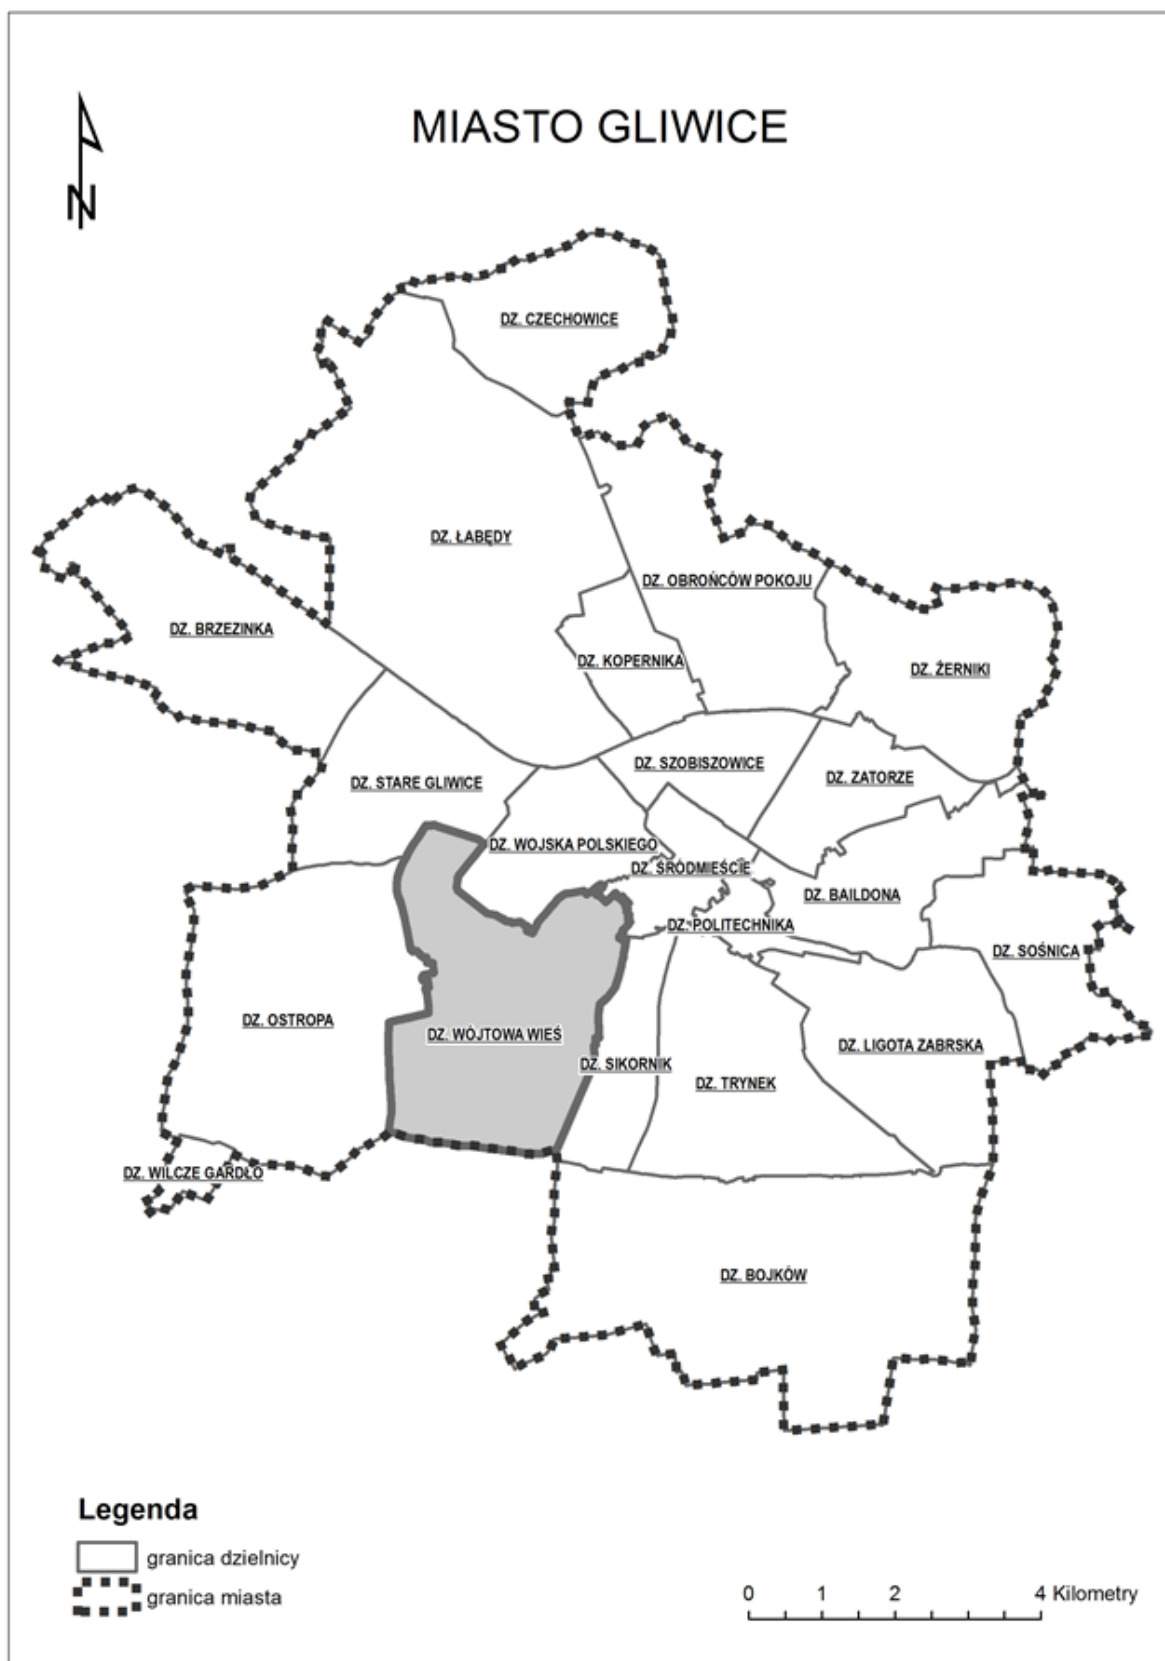 MIASTO GLIWICE
N
DZ. CZECHOWICE
DZ. ŁABĘDY
DZ. OBROŃCÓW POKOJU
DZ. BRZEZINKA
DZ. KOPERNIKA
DZ. ŻERNIKI
DZ. SZOBISZOWICE
DZ. STARE GLIWICE
DZ. ZATORZE
DZ. WOJSKA POLSKIEGO
DZ. ŚRÓDMIEŚCIE
DZ. BAILDONA
DZ. POLITECHNIKA
DZ. SOŚNICA
DZ. OSTROPA
DZ. WÓJTOWA WIEŚ
DZ. LIGOTA ZABRSKA
DZ. SIKORNIK
DZ. TRYNEK
DZ. WILCZE GARDŁO
DZ. BOJKÓW
Legenda
granica dzielnicy
granica miasta
0 1 2 4 Kilometry